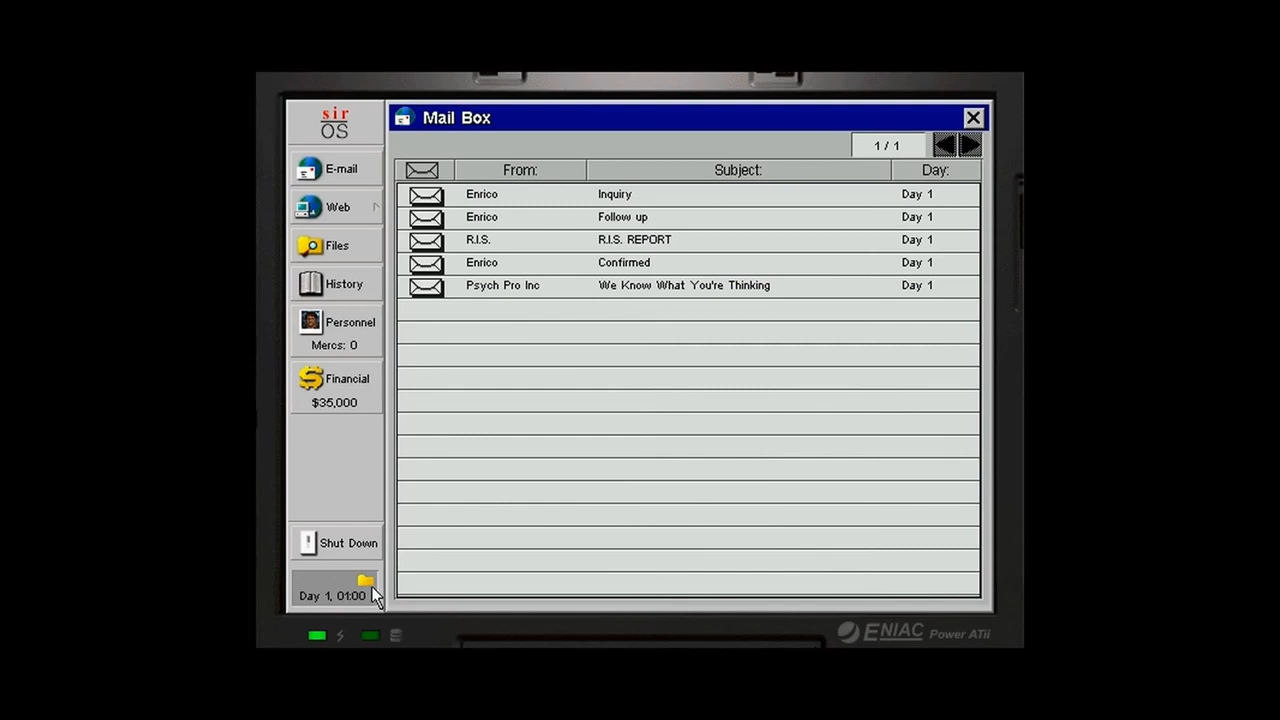 sir
OS
E-mail
Web
Files
History
Personnel
Mercs: 0
Financial
$35,000
Shut Down
Day 1, 01:00
Mail Box
1 / 1
From: Subject: Day:
Enrico Inquiry Day 1
Enrico Follow up Day 1
R.I.S. R.I.S. REPORT Day 1
Enrico Confirmed Day 1
Psych Pro Inc We Know What You're Thinking Day 1
ENIAC Power ATii